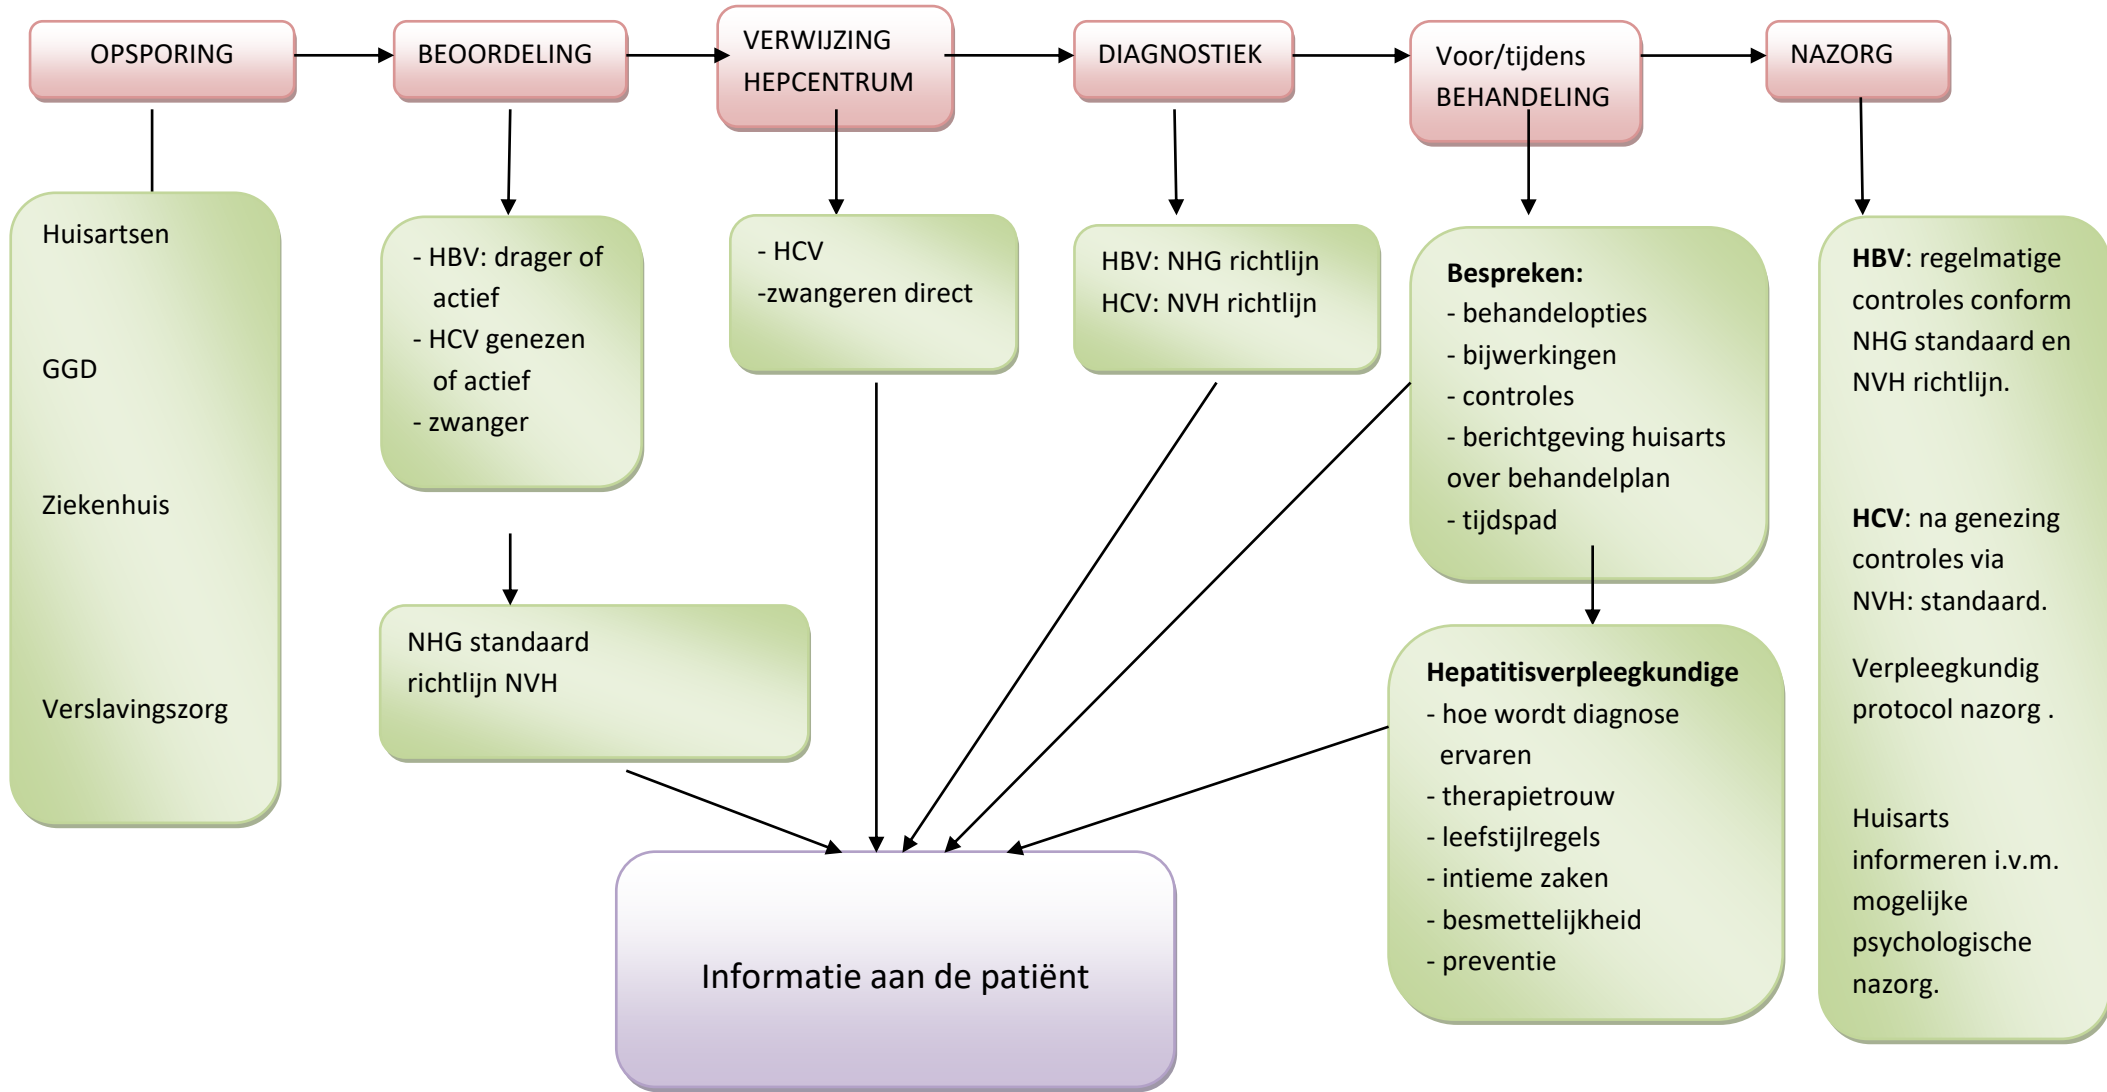 OPSPORING
BEOORDELING
VERWIJZING
HEPCENTRUM
DIAGNOSTIEK
Voor/tijdens
BEHANDELING
NAZORG
Huisartsen
GGD
Ziekenhuis
Verslavingszorg
- HBV: drager of
actief
- HCV genezen
of actief
- zwanger
NHG standaard
richtlijn NVH
- HCV
-zwangeren direct
HBV: NHG richtlijn
HCV: NVH richtlijn
Bespreken:
- behandelopties
- bijwerkingen
- controles
- berichtgeving huisarts
over behandelplan
- tijdspad
Hepatitisverpleegkundige
- hoe wordt diagnose
ervaren
- therapietrouw
- leefstijlregels
- intieme zaken
- besmettelijkheid
- preventie
HBV: regelmatige
controles conform
NHG standaard en
NVH richtlijn.
HCV: na genezing
controles via
NVH: standaard.
Verpleegkundig
protocol nazorg .
Huisarts
informeren i.v.m.
mogelijke
psychologische
nazorg.
Informatie aan de patiënt